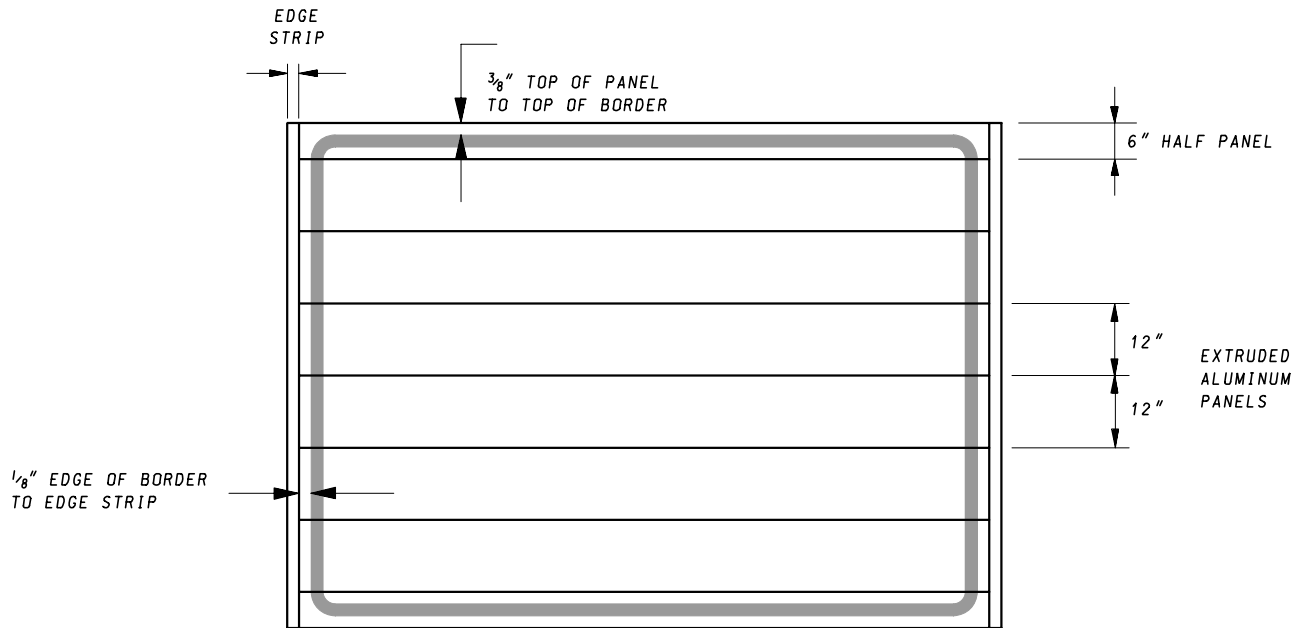 EDGE
STRIP
3/8" TOP OF PANEL
TO TOP OF BORDER
6" HALF PANEL
12"
EXTRUDED
ALUMINUM
PANELS
12"
1/8" EDGE OF BORDER
TO EDGE STRIP